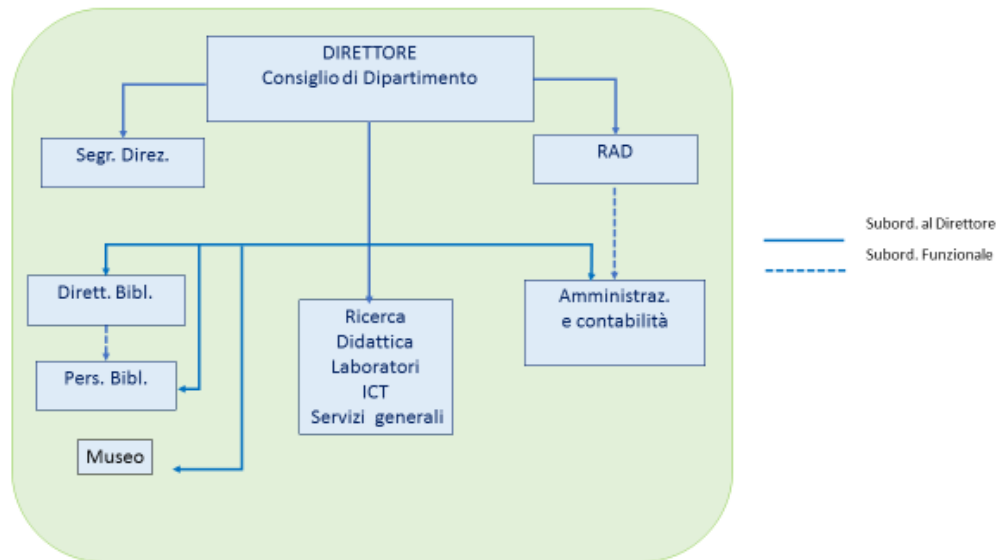 DIRETTORE
Consiglio di Dipartimento
Segr. Direz.
RAD
Subord. al Direttore
Subord. Funzionale
Dirett. Bibl.
Pers. Bibl.
Museo
Ricerca
Didattica
Laboratori
ICT
Servizi generali
Amministraz.
e contabilità